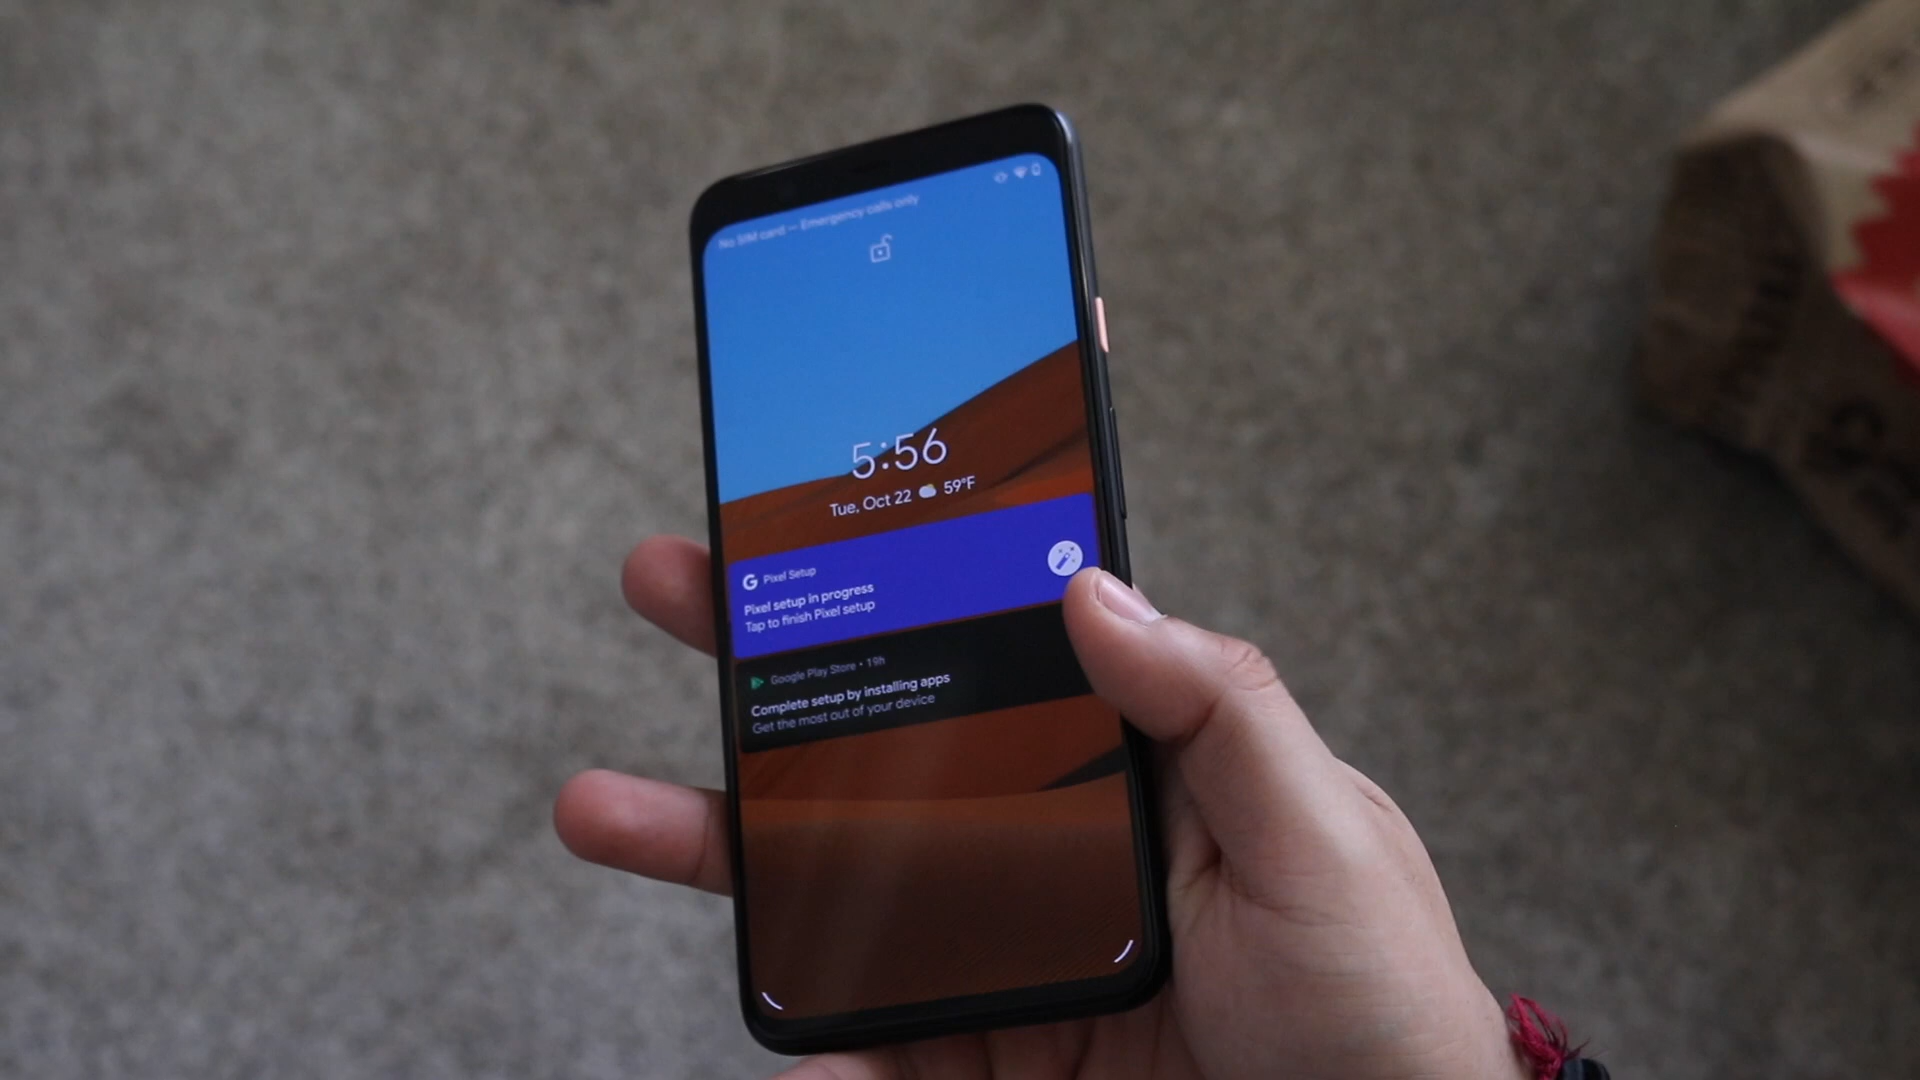 No SIM card — Emergency calls only
5:56
Tue, Oct 22 59°F
G Pixel Setup
Pixel setup in progress
Tap to finish Pixel setup
Google Play Store • 19h
Complete setup by installing apps
Get the most out of your device